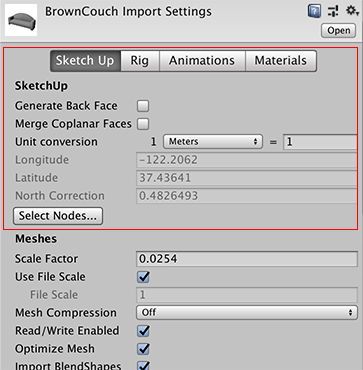 BrownCouch Import Settings
Open
Sketch Up Rig Animations Materials
SketchUp
Generate Back Face
Merge Coplanar Faces
Unit conversion 1 Meters = 1
Longitude -122.2062
Latitude 37.43641
North Correction 0.4826493
Select Nodes...
Meshes
Scale Factor 0.0254
Use File Scale
File Scale 1
Mesh Compression Off
Read/Write Enabled
Optimize Mesh
Import BlendShapes